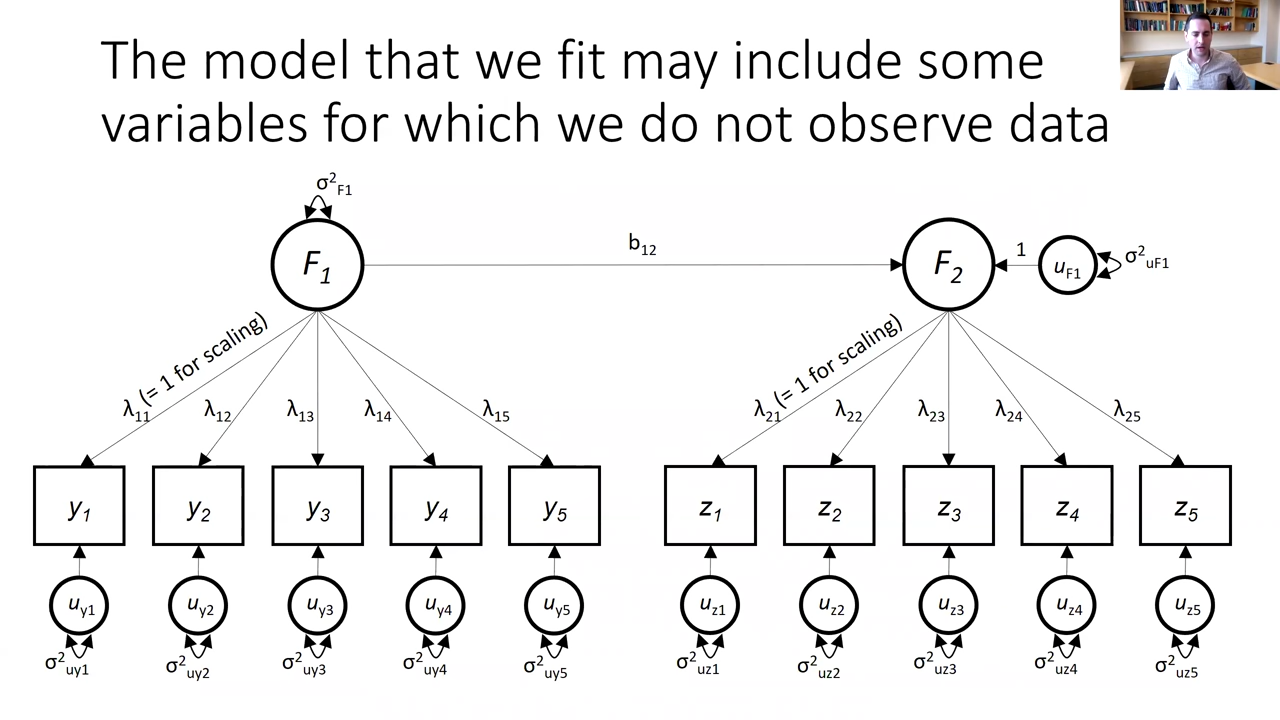 The model that we fit may include some
variables for which we do not observe data
σ²F1
F1
b12
F2
1
uF1
σ²uF1
λ11 (= 1 for scaling)
λ12
λ13
λ14
λ15
λ21 (= 1 for scaling)
λ22
λ23
λ24
λ25
y1 y2 y3 y4 y5 z1 z2 z3 z4 z5
uy1 uy2 uy3 uy4 uy5 uz1 uz2 uz3 uz4 uz5
σ²uy1 σ²uy2 σ²uy3 σ²uy4 σ²uy5 σ²uz1 σ²uz2 σ²uz3 σ²uz4 σ²uz5